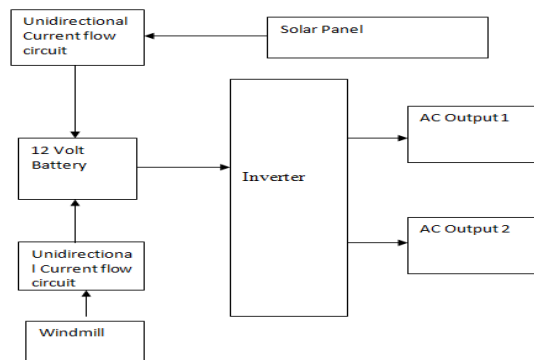 Unidirectional
Current flow
circuit
Solar Panel
12 Volt
Battery
Inverter
AC Output 1
AC Output 2
Unidirectiona
l Current flow
circuit
Windmill